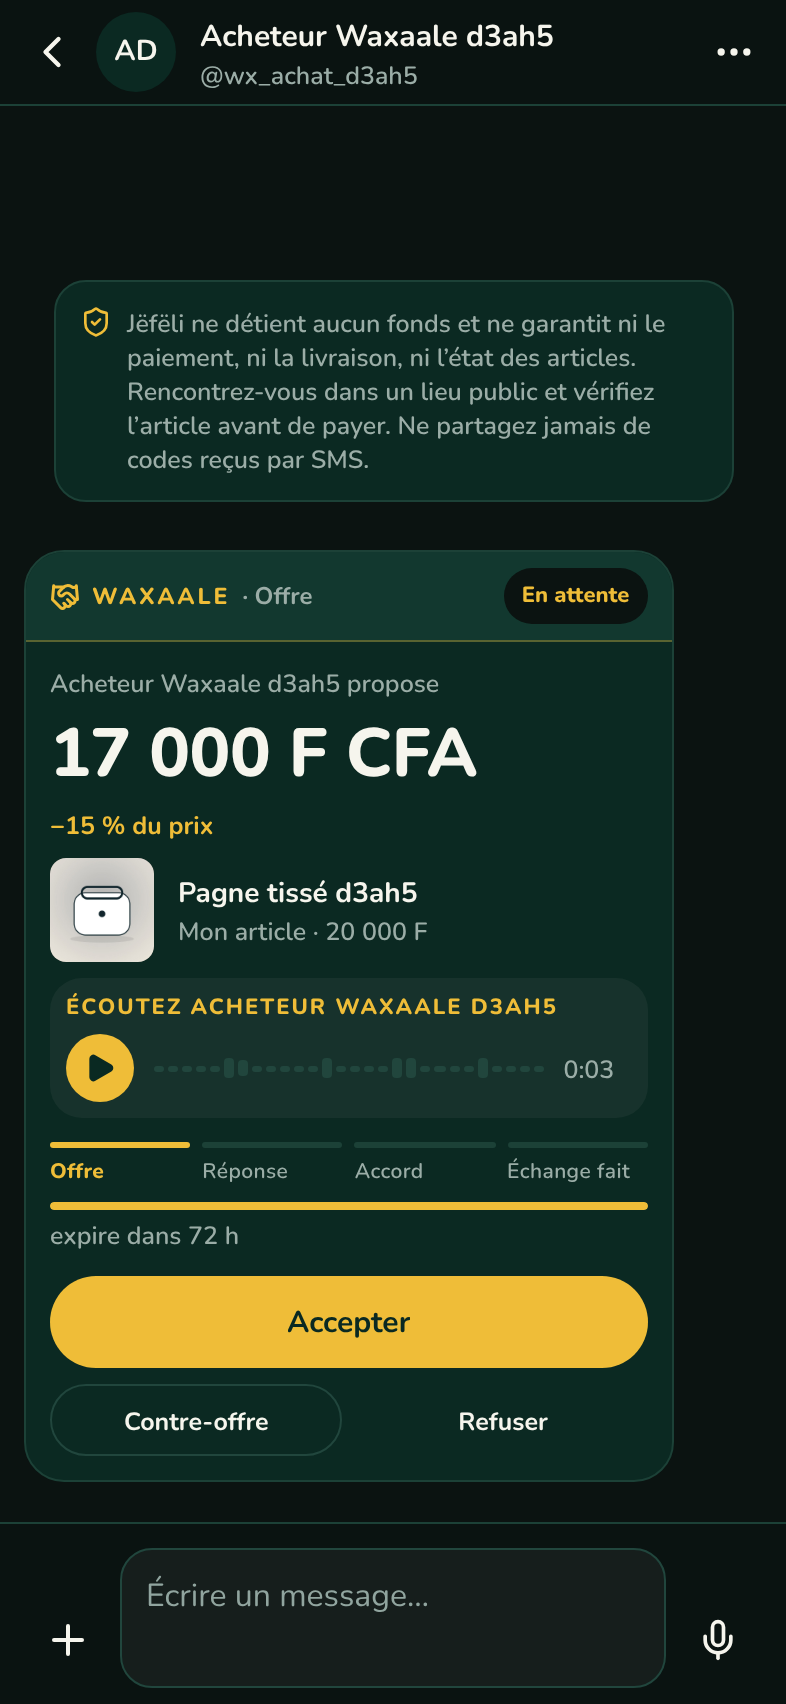 AD
Acheteur Waxaale d3ah5
@wx_achat_d3ah5
Jëfëli ne détient aucun fonds et ne garantit ni le
paiement, ni la livraison, ni l’état des articles.
Rencontrez-vous dans un lieu public et vérifiez
l’article avant de payer. Ne partagez jamais de
codes reçus par SMS.
WAXAALE · Offre
En attente
Acheteur Waxaale d3ah5 propose
17 000 F CFA
−15 % du prix
Pagne tissé d3ah5
Mon article · 20 000 F
ÉCOUTEZ ACHETEUR WAXAALE D3AH5
0:03
Offre Réponse Accord Échange fait
expire dans 72 h
Accepter
Contre-offre Refuser
Écrire un message...